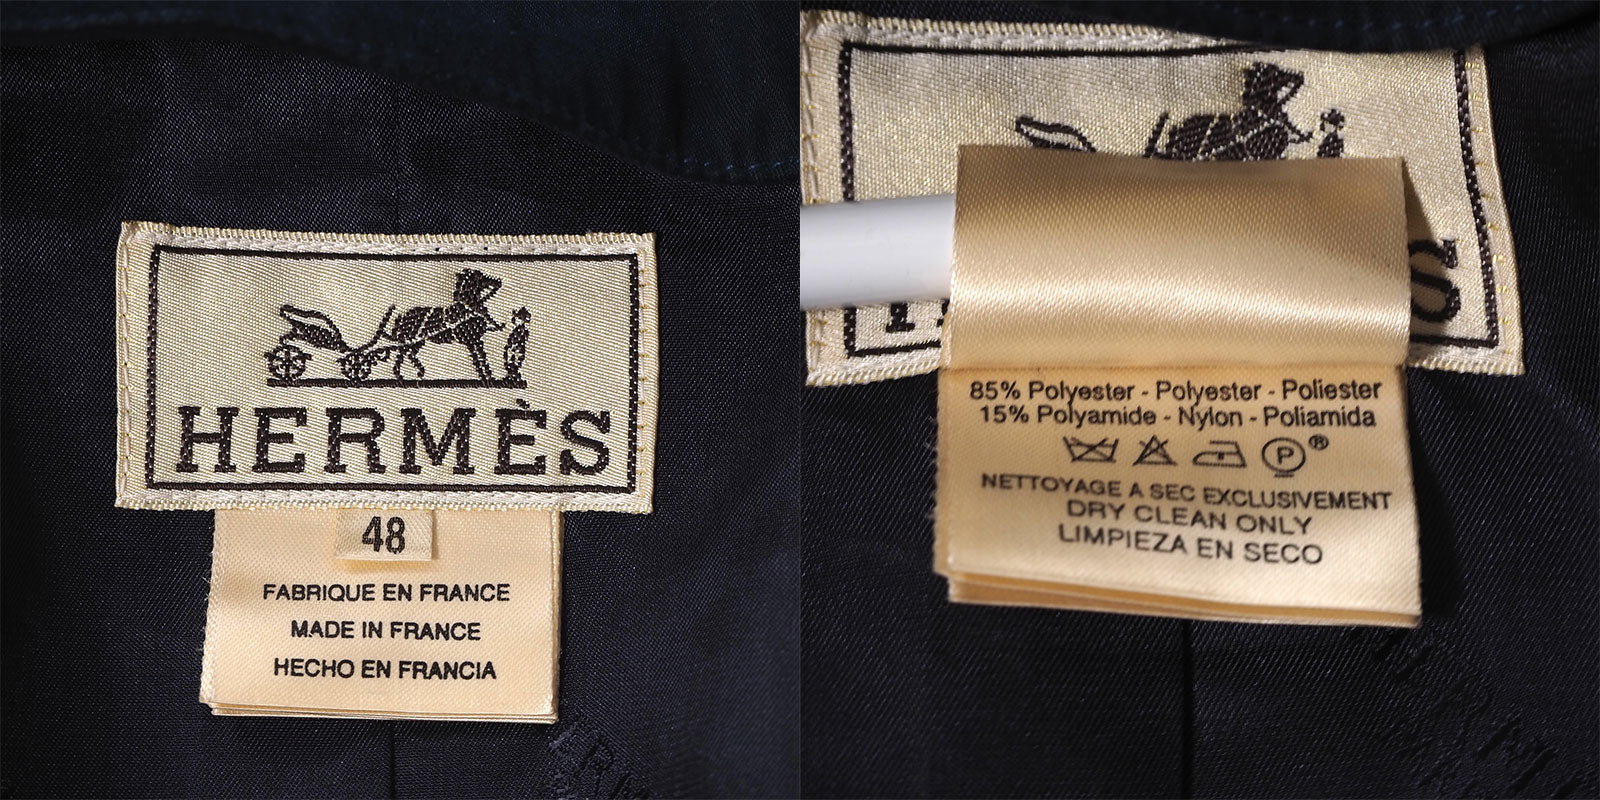 HERMÈS
48
FABRIQUE EN FRANCE
MADE IN FRANCE
HECHO EN FRANCIA
85% Polyester - Polyester - Poliester
15% Polyamide - Nylon - Poliamida
P®
NETTOYAGE A SEC EXCLUSIVEMENT
DRY CLEAN ONLY
LIMPIEZA EN SECO